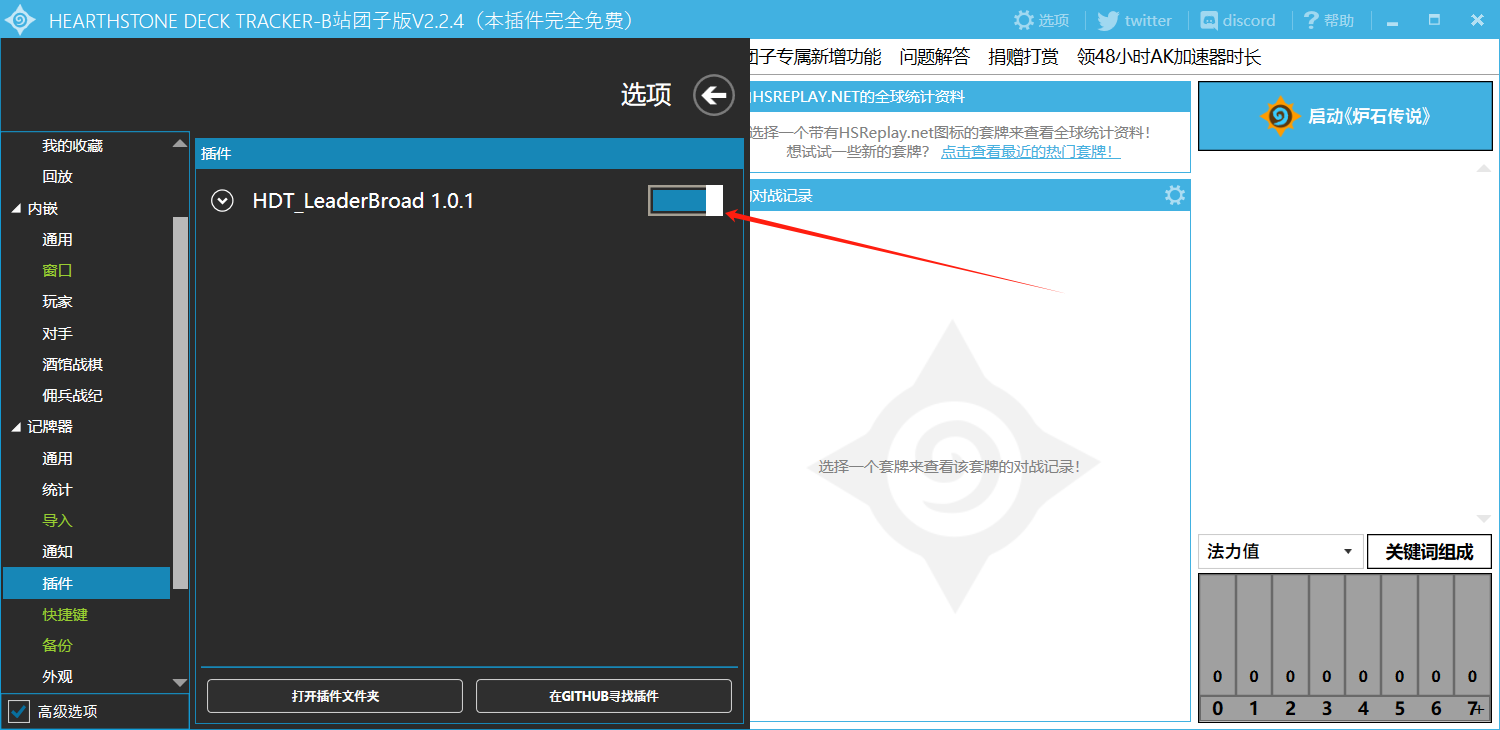 HEARTHSTONE DECK TRACKER-B站团子版V2.2.4（本插件完全免费）
选项
twitter
discord
帮助
团子专属新增功能 问题解答 捐赠打赏 领48小时AK加速器时长
选项
我的收藏
回放
内嵌
通用
窗口
玩家
对手
酒馆战棋
佣兵战纪
记牌器
通用
统计
导入
通知
插件
快捷键
备份
外观
高级选项
插件
HDT_LeaderBroad 1.0.1
打开插件文件夹
在GITHUB寻找插件
HSREPLAY.NET的全球统计资料
选择一个带有HSReplay.net图标的套牌来查看全球统计资料！
想试试一些新的套牌？ 点击查看最近的热门套牌！
对战记录
选择一个套牌来查看该套牌的对战记录！
启动《炉石传说》
法力值
关键词组成
0 0 0 0 0 0 0 0
0 1 2 3 4 5 6 7+